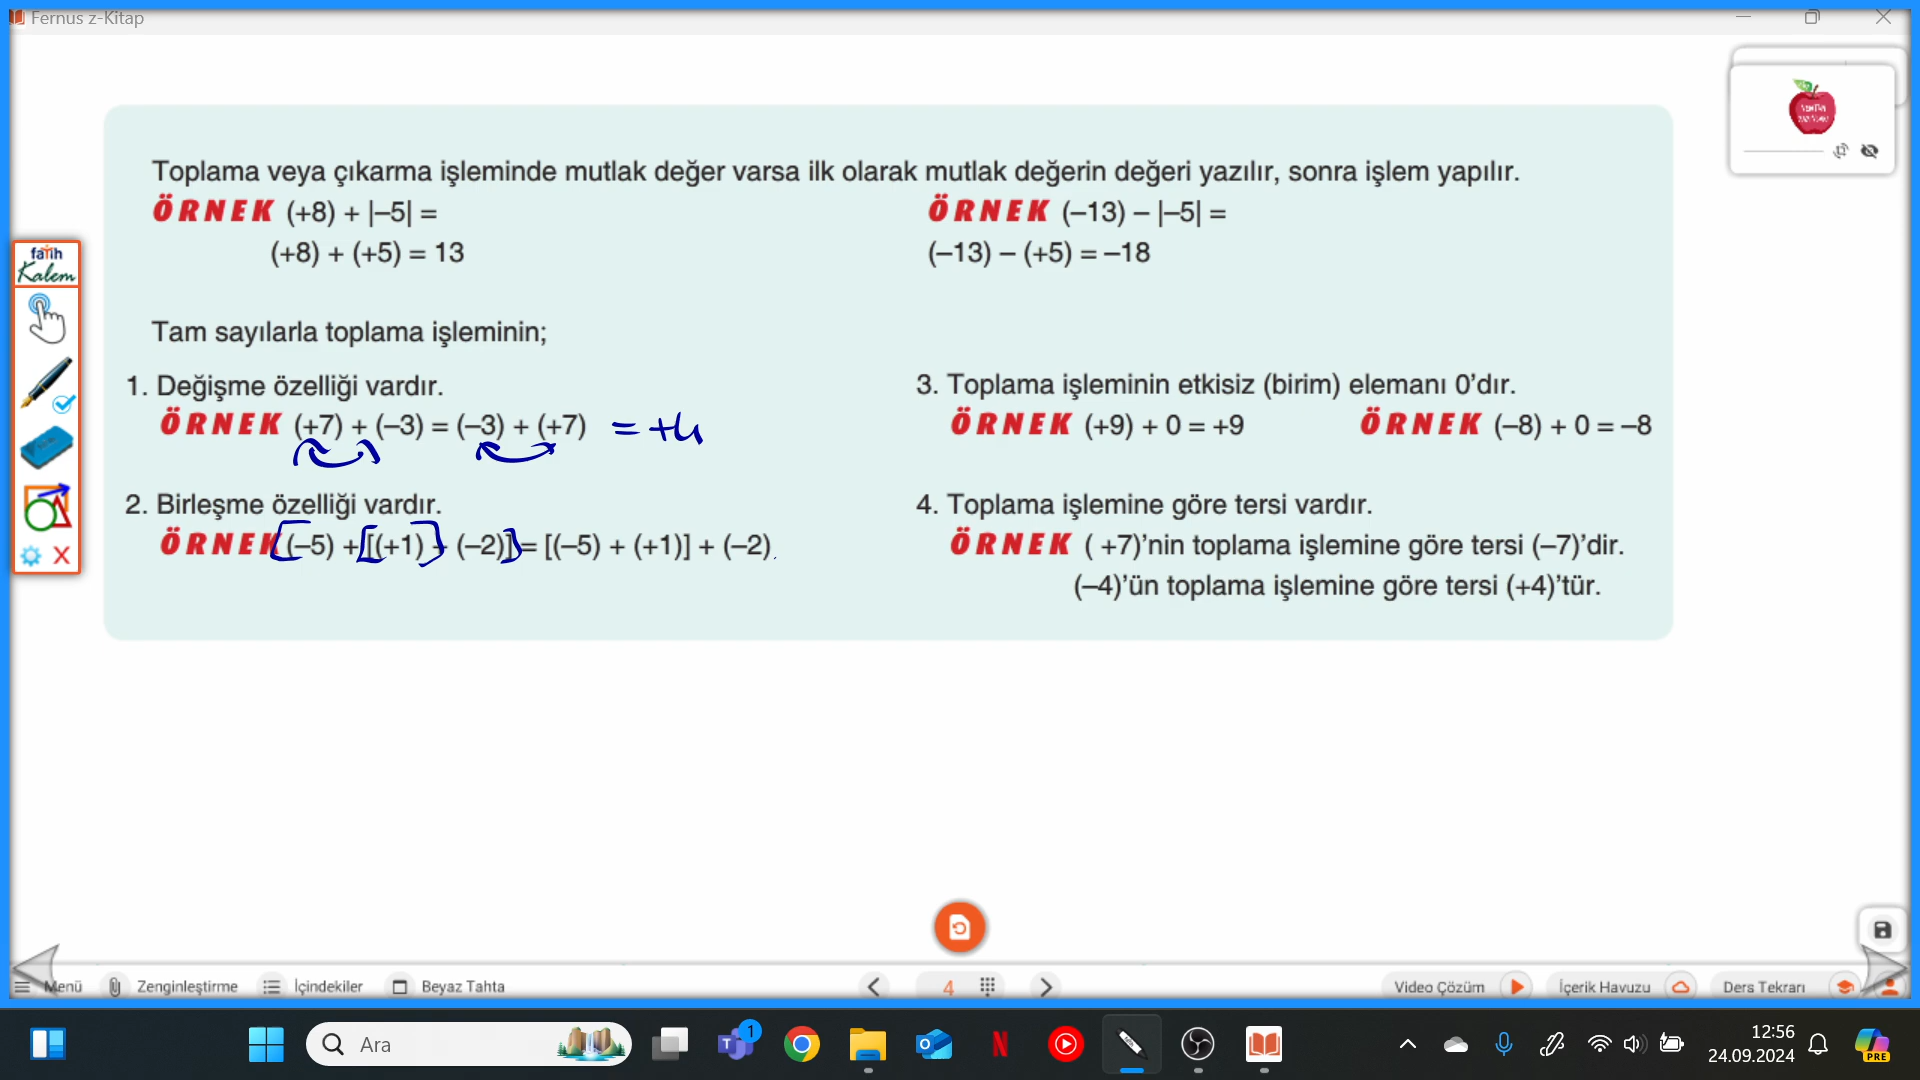 Fernus z-Kitap
Toplama veya çıkarma işleminde mutlak değer varsa ilk olarak mutlak değerin değeri yazılır, sonra işlem yapılır.
ÖRNEK (+8) + |–5| =
(+8) + (+5) = 13
ÖRNEK (–13) – |–5| =
(–13) – (+5) = –18
Tam sayılarla toplama işleminin;
1. Değişme özelliği vardır.
ÖRNEK (+7) + (–3) = (–3) + (+7) = +4
2. Birleşme özelliği vardır.
ÖRNEK (–5) + [(+1) + (–2)] = [(–5) + (+1)] + (–2).
3. Toplama işleminin etkisiz (birim) elemanı 0’dır.
ÖRNEK (+9) + 0 = +9 ÖRNEK (–8) + 0 = –8
4. Toplama işlemine göre tersi vardır.
ÖRNEK ( +7)’nin toplama işlemine göre tersi (–7)’dir.
(–4)’ün toplama işlemine göre tersi (+4)’tür.
fatih
Kalem
Menü Zenginleştirme İçindekiler Beyaz Tahta 4 Video Çözüm İçerik Havuzu Ders Tekrarı
Ara
1
12:56
24.09.2024
PRE